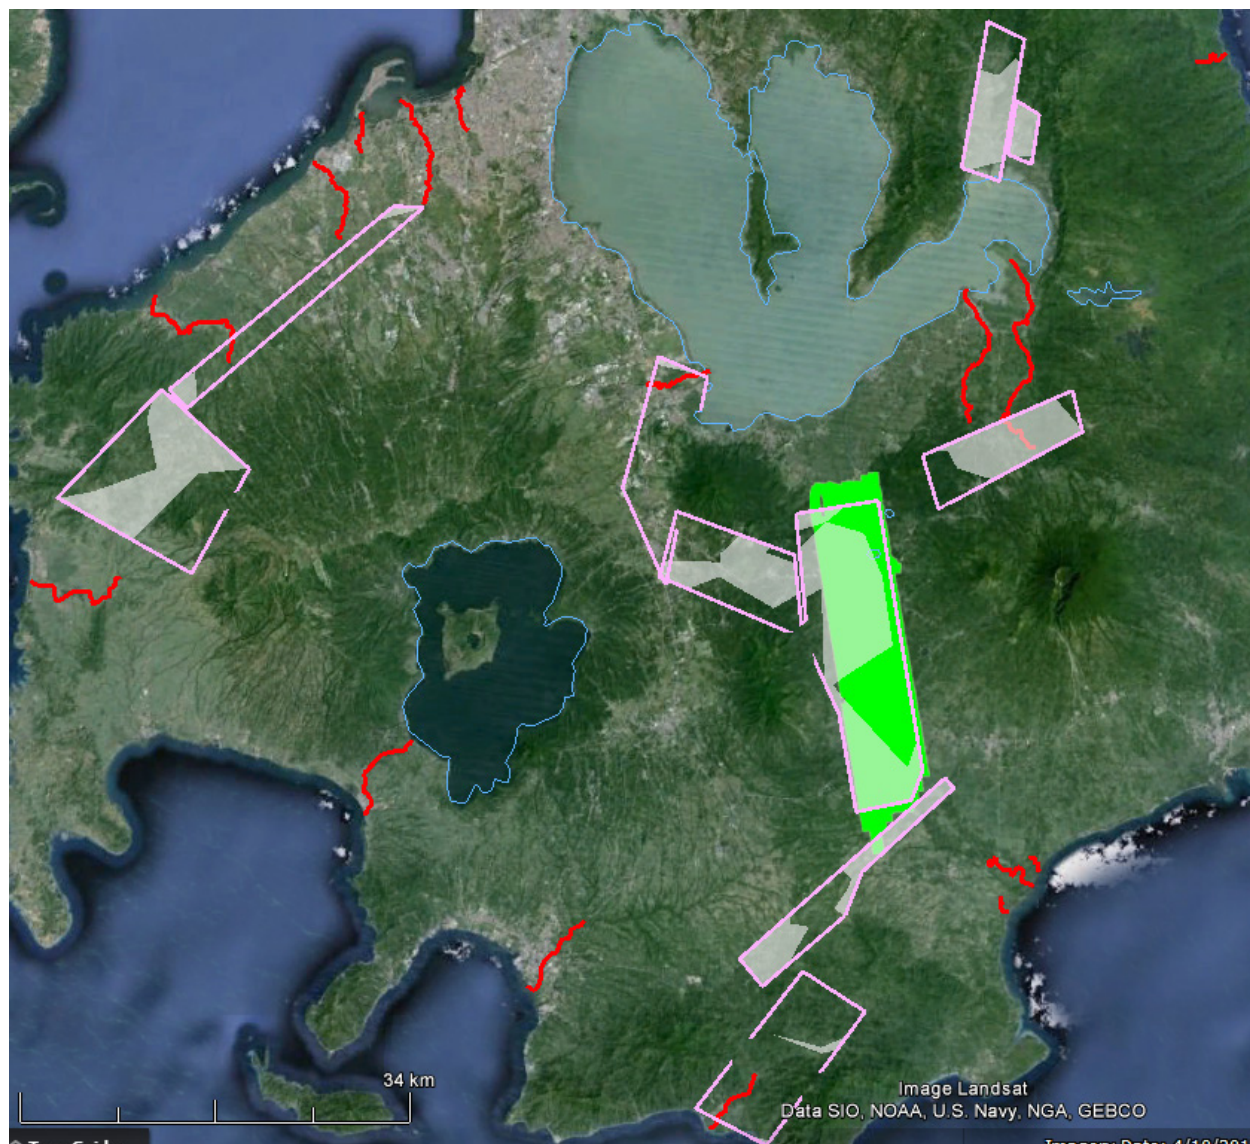 34 km
Image Landsat
Data SIO, NOAA, U.S. Navy, NGA, GEBCO